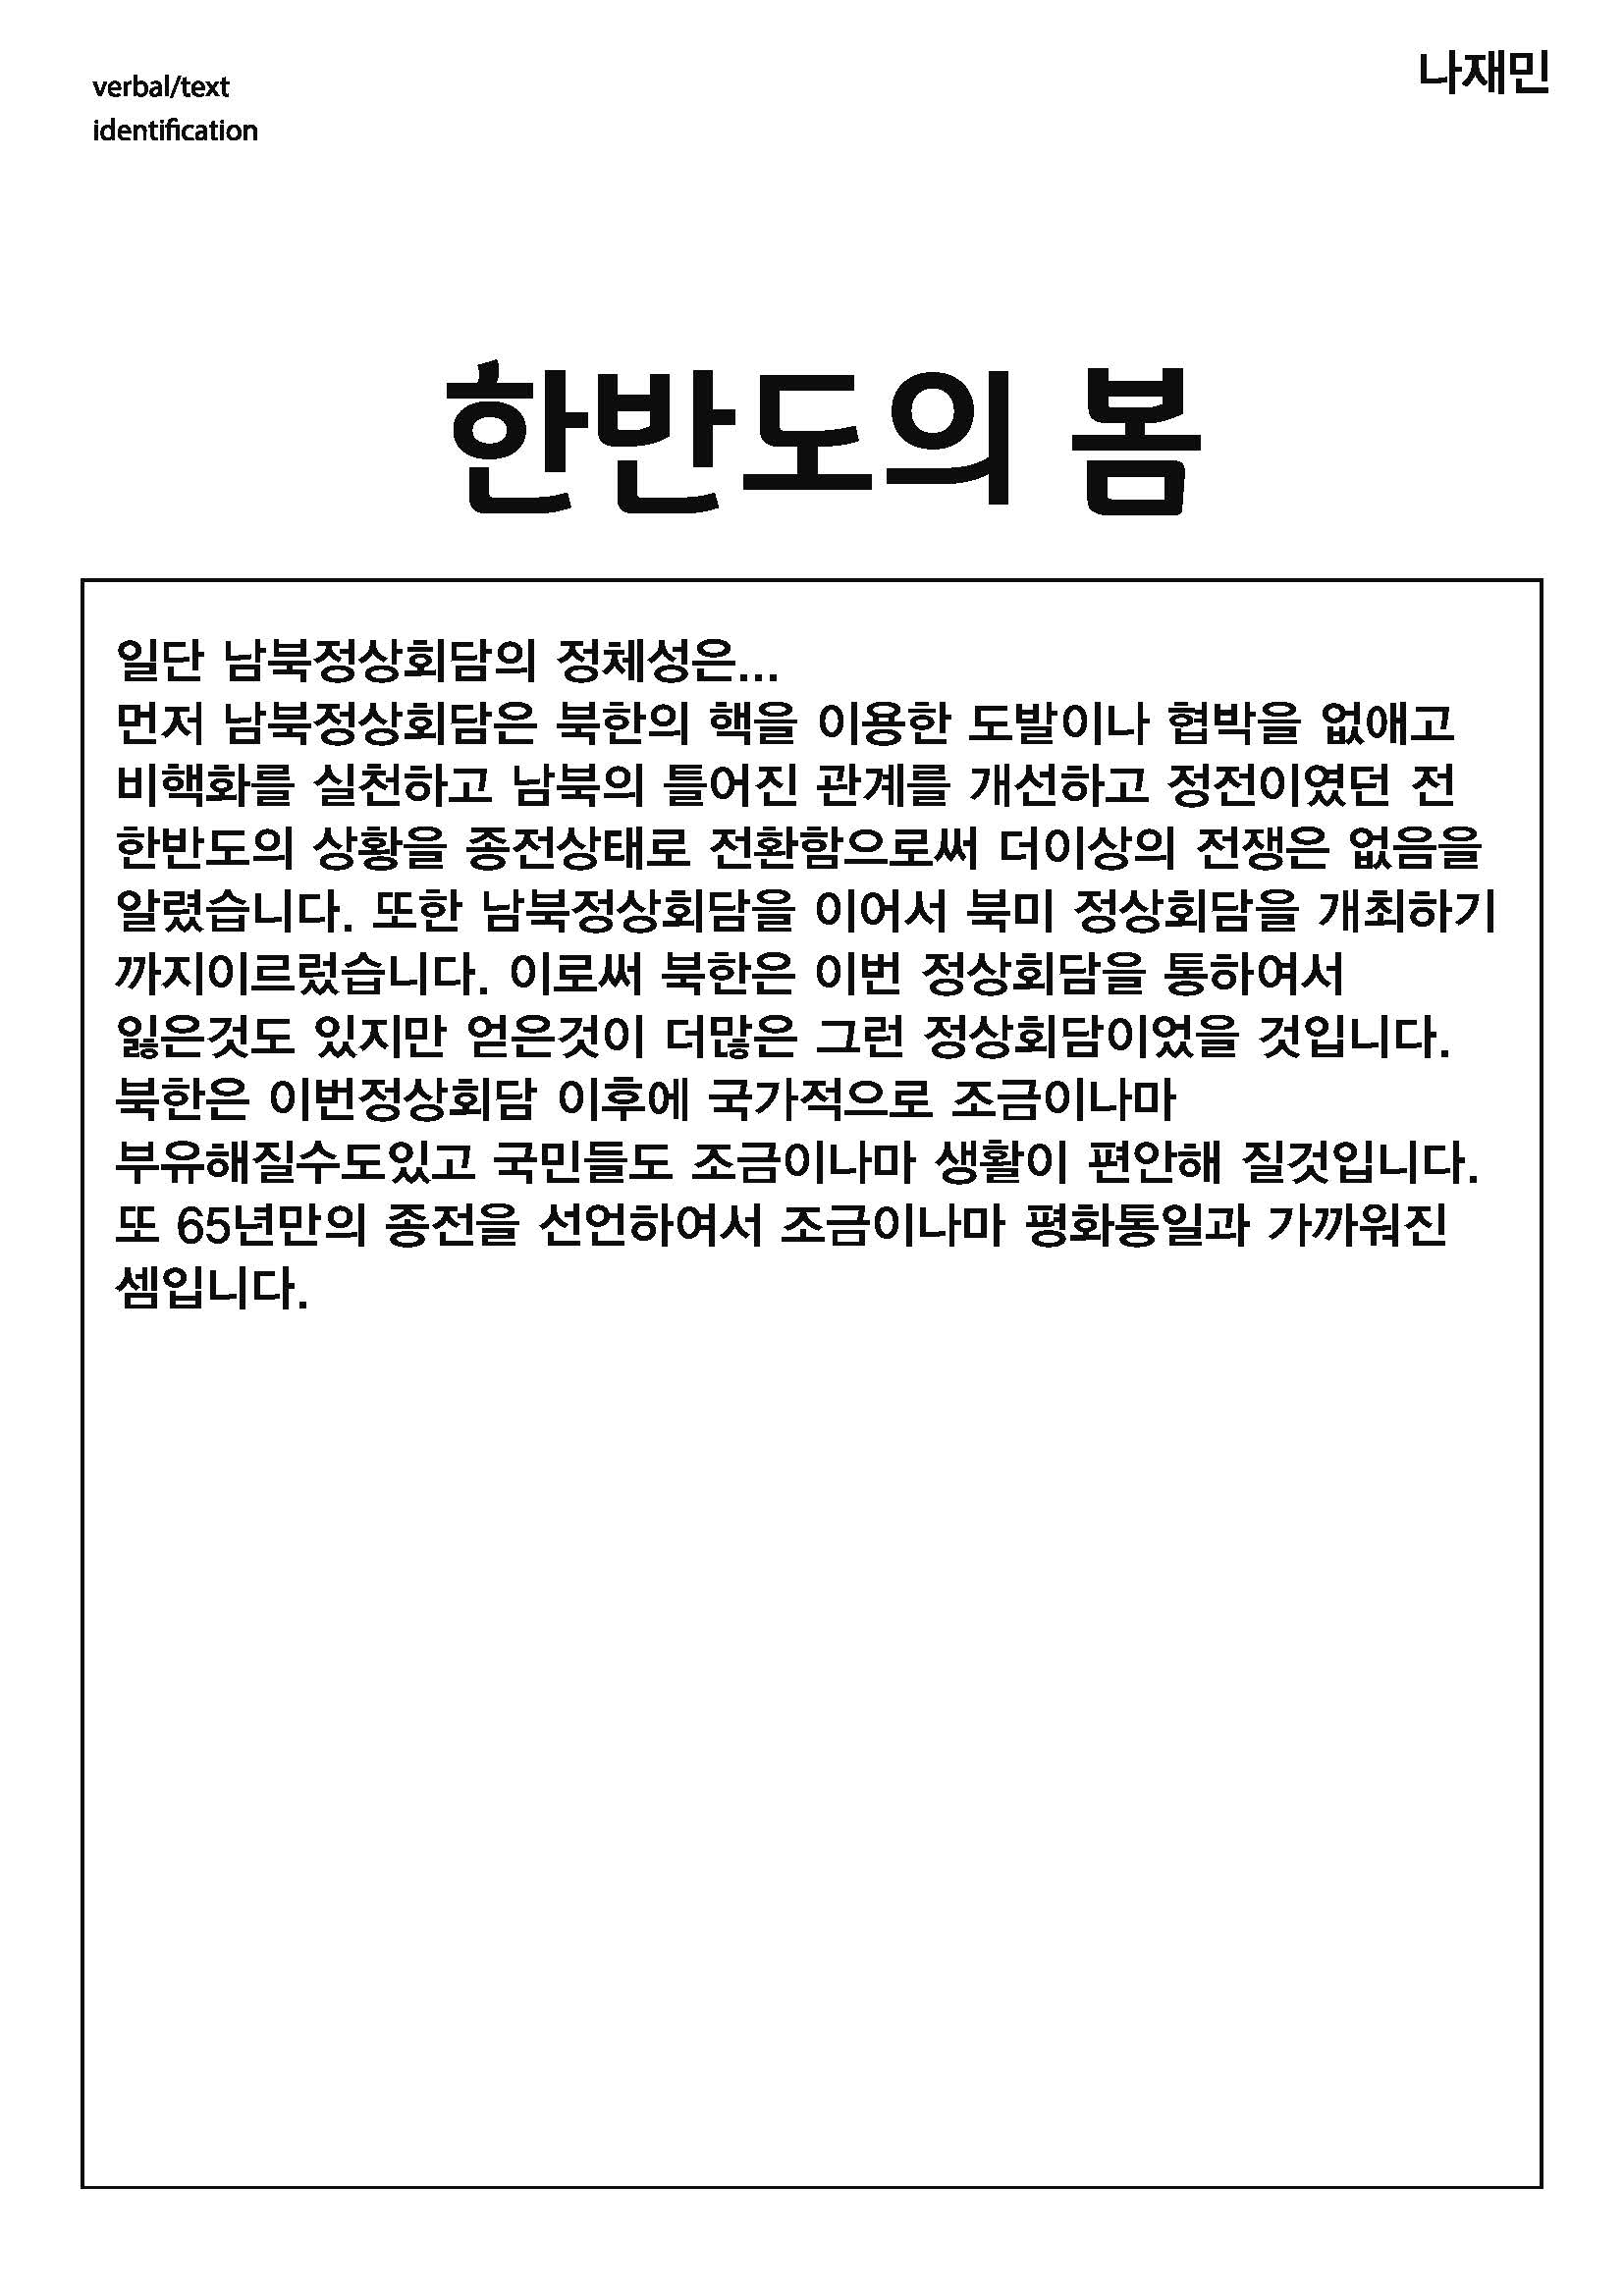 verbal/text
identification
나재민
한반도의 봄
일단 남북정상회담의 정체성은...
먼저 남북정상회담은 북한의 핵을 이용한 도발이나 협박을 없애고
비핵화를 실천하고 남북의 틀어진 관계를 개선하고 정전이였던 전
한반도의 상황을 종전상태로 전환함으로써 더이상의 전쟁은 없음을
알렸습니다. 또한 남북정상회담을 이어서 북미 정상회담을 개최하기
까지이르렀습니다. 이로써 북한은 이번 정상회담을 통하여서
잃은것도 있지만 얻은것이 더많은 그런 정상회담이었을 것입니다.
북한은 이번정상회담 이후에 국가적으로 조금이나마
부유해질수도있고 국민들도 조금이나마 생활이 편안해 질것입니다.
또 65년만의 종전을 선언하여서 조금이나마 평화통일과 가까워진
셈입니다.